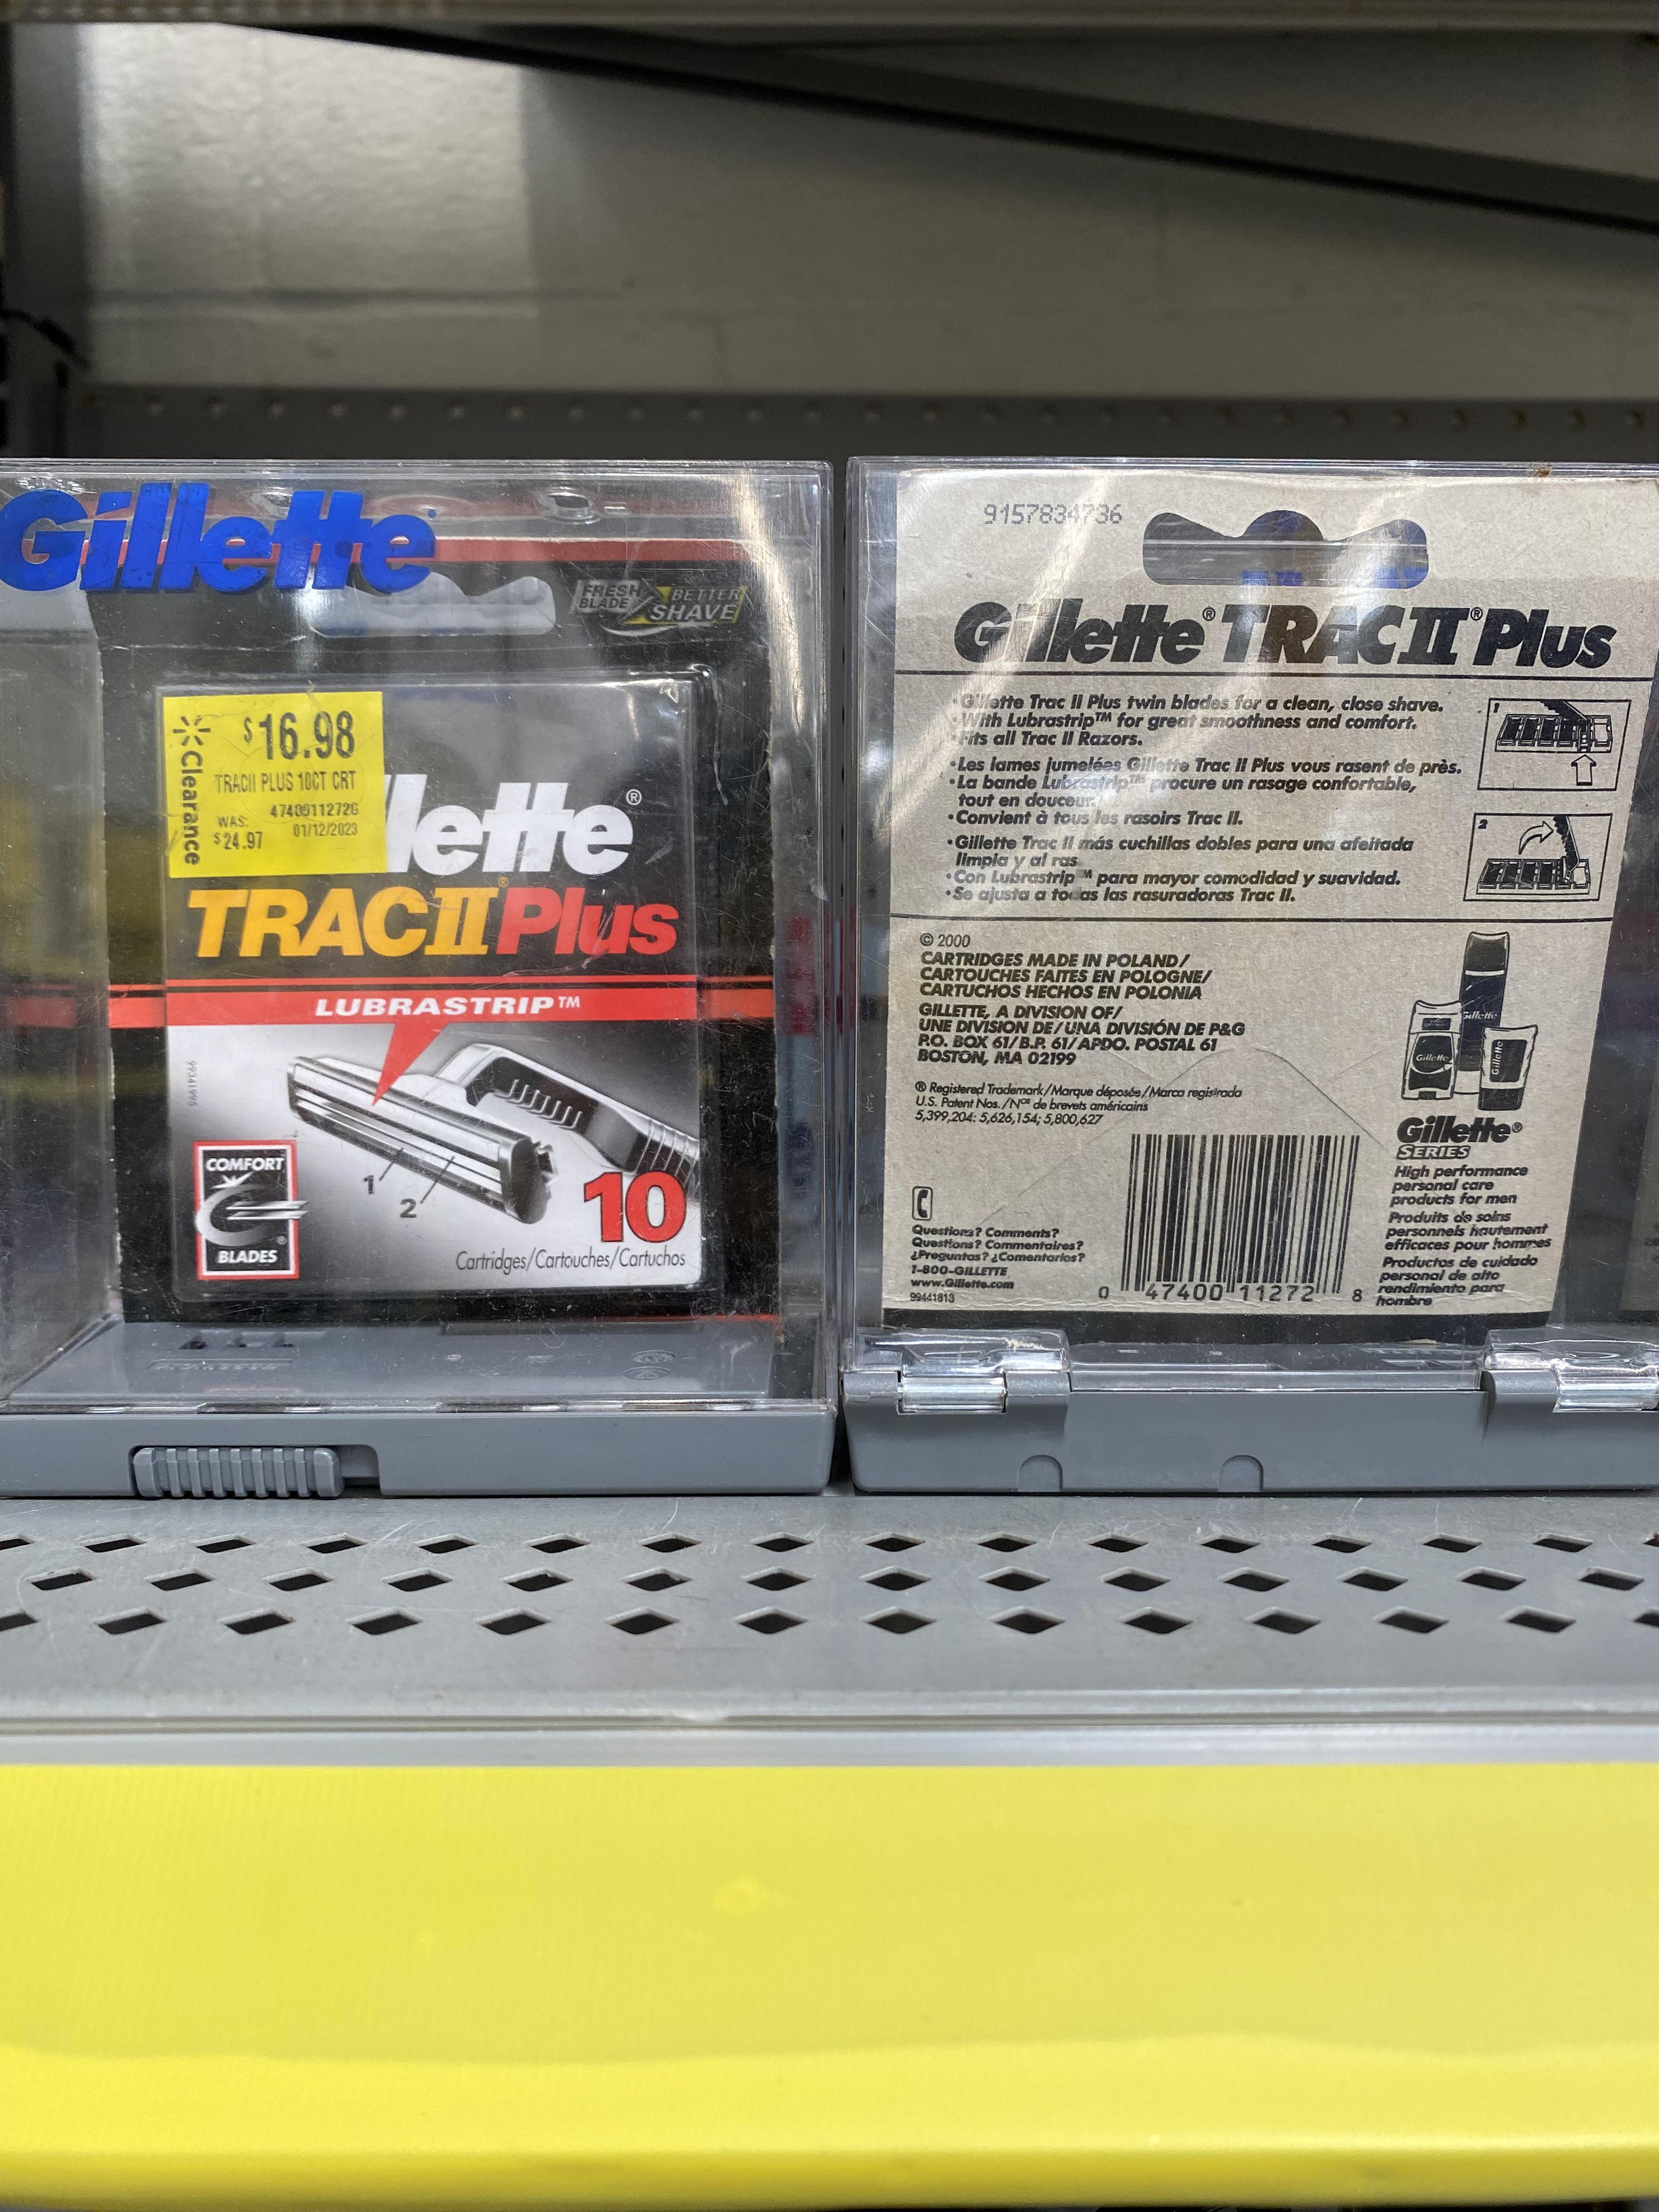 Gillette
FRESH BLADE
BETTER SHAVE
$16.98
Clearance
TRACII PLUS 10CT CRT
WAS:
$24.97
01/12/2023
llette®
TRACII® Plus
LUBRASTRIP™
1
2
COMFORT
BLADES
10
Cartridges/Cartouches/Cartuchos
9157834736
Gillette® TRACII® Plus
•Gillette Trac II Plus twin blades for a clean, close shave.
•With Lubrastrip™ for great smoothness and comfort.
•Fits all Trac II Razors.
•Les lames jumelées Gillette Trac II Plus vous rasent de près.
•La bande Lubrastrip™ procure un rasage confortable,
tout en douceur.
•Convient à tous les rasoirs Trac II.
•Gillette Trac II más cuchillas dobles para una afeitada
limpia y al ras
•Con Lubrastrip™ para mayor comodidad y suavidad.
•Se ajusta a todas las rasuradoras Trac II.
1
2
© 2000
CARTRIDGES MADE IN POLAND/
CARTOUCHES FAITES EN POLOGNE/
CARTUCHOS HECHOS EN POLONIA
GILLETTE, A DIVISION OF/
UNE DIVISION DE/UNA DIVISIÓN DE P&G
P.O. BOX 61/B.P. 61/APDO. POSTAL 61
BOSTON, MA 02199
® Registered Trademark/Marque déposée/Marca registrada
U.S. Patent Nos./Nos de brevets américains
5,399,204; 5,626,154; 5,800,627
Gillette
Gillette
Gillette
Gillette®
SERIES
High performance
personal care
products for men
Produits de soins
personnels hautement
efficaces pour hommes
Productos de cuidado
personal de alto
rendimiento para
hombre
Questions? Comments?
Questions? Commentaires?
¿Preguntas? ¿Comentarios?
1-800-GILLETTE
www.Gillette.com
99441813
0 47400 11272 8